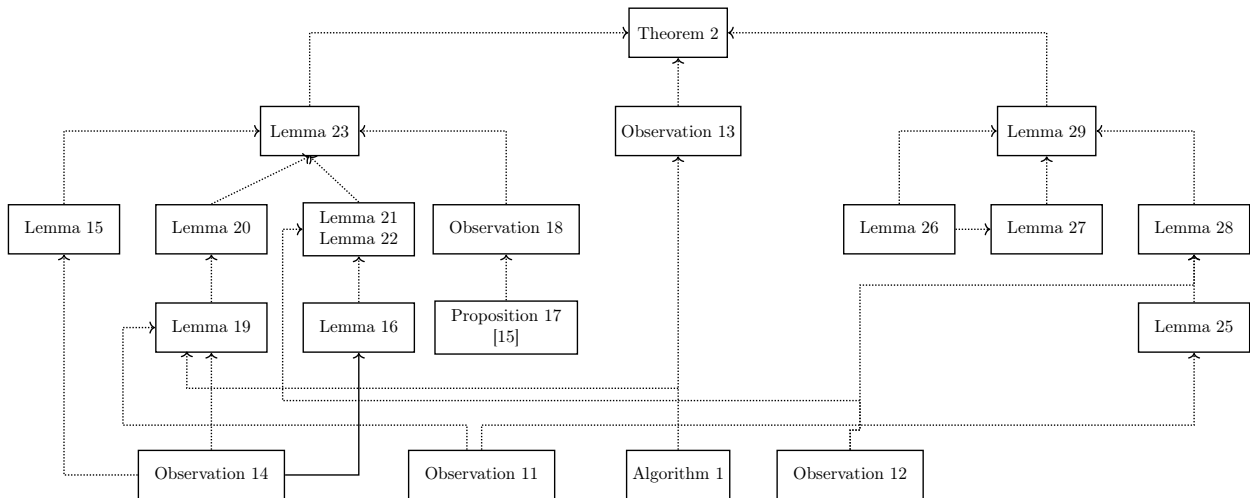 Theorem 2
Lemma 23
Observation 13
Lemma 29
Lemma 15
Lemma 20
Lemma 21
Lemma 22
Observation 18
Lemma 26
Lemma 27
Lemma 28
Lemma 19
Lemma 16
Proposition 17
[15]
Lemma 25
Observation 14
Observation 11
Algorithm 1
Observation 12